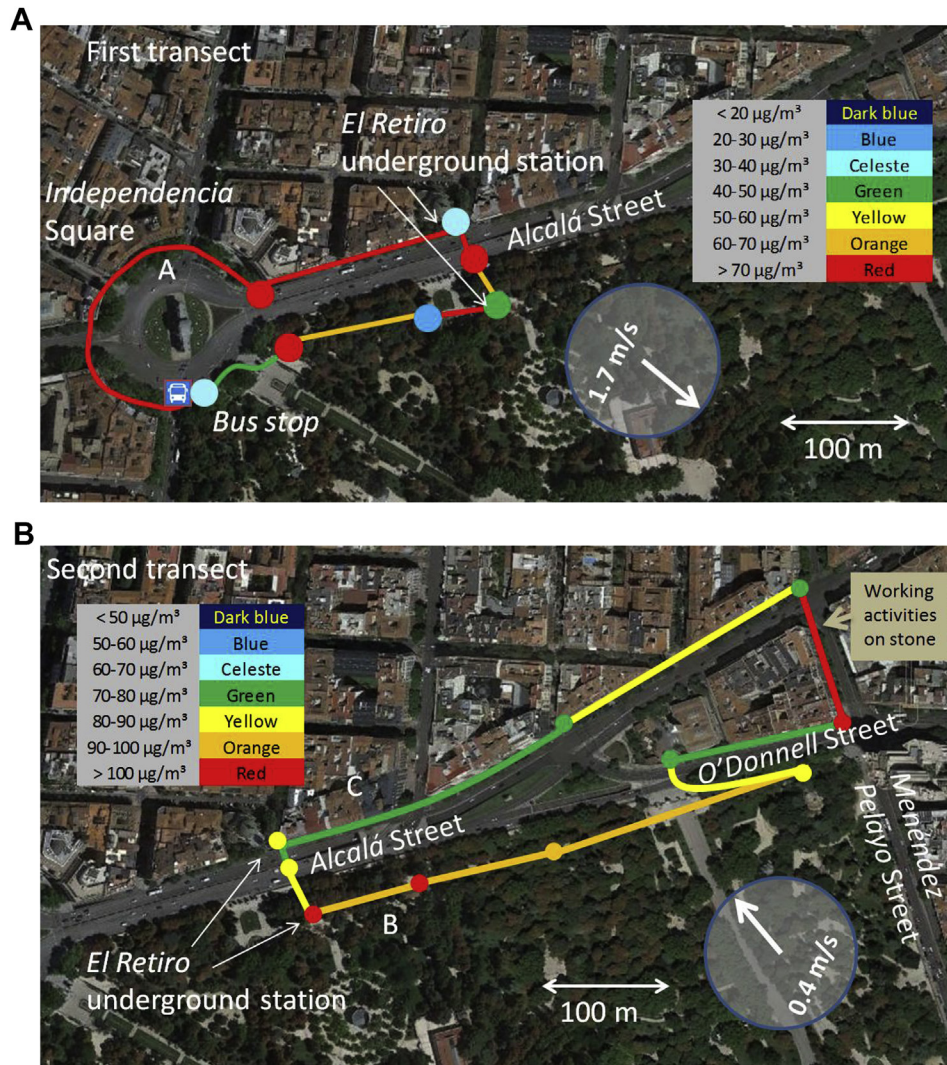 A
First transect
El Retiro
underground station
Independencia
Square
A
Alcalá Street
< 20 µg/m³ Dark blue
20-30 µg/m³ Blue
30-40 µg/m³ Celeste
40-50 µg/m³ Green
50-60 µg/m³ Yellow
60-70 µg/m³ Orange
> 70 µg/m³ Red
1.7 m/s
Bus stop
100 m
B
Second transect
< 50 µg/m³ Dark blue
50-60 µg/m³ Blue
60-70 µg/m³ Celeste
70-80 µg/m³ Green
80-90 µg/m³ Yellow
90-100 µg/m³ Orange
> 100 µg/m³ Red
Working
activities
on stone
O'Donnell Street
C
Alcalá Street
Menéndez
Pelayo Street
B
El Retiro
underground station
100 m
0.4 m/s